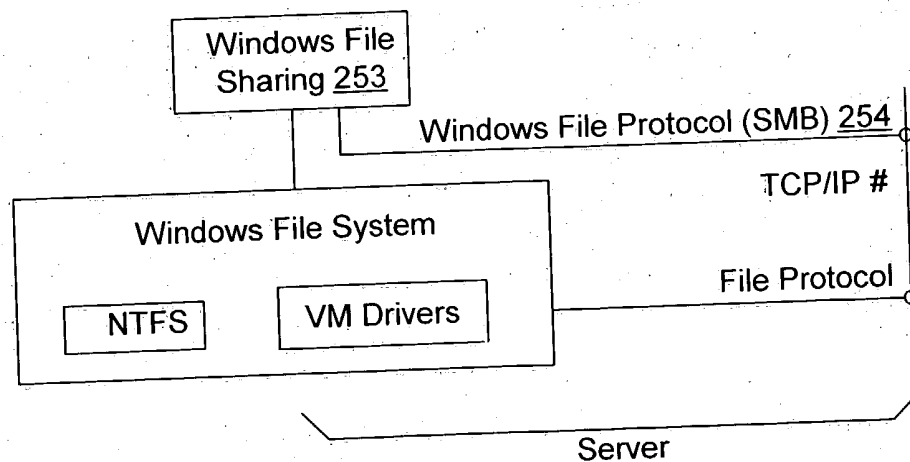 Windows File
Sharing 253
Windows File Protocol (SMB) 254
TCP/IP #
Windows File System
File Protocol
NTFS
VM Drivers
Server